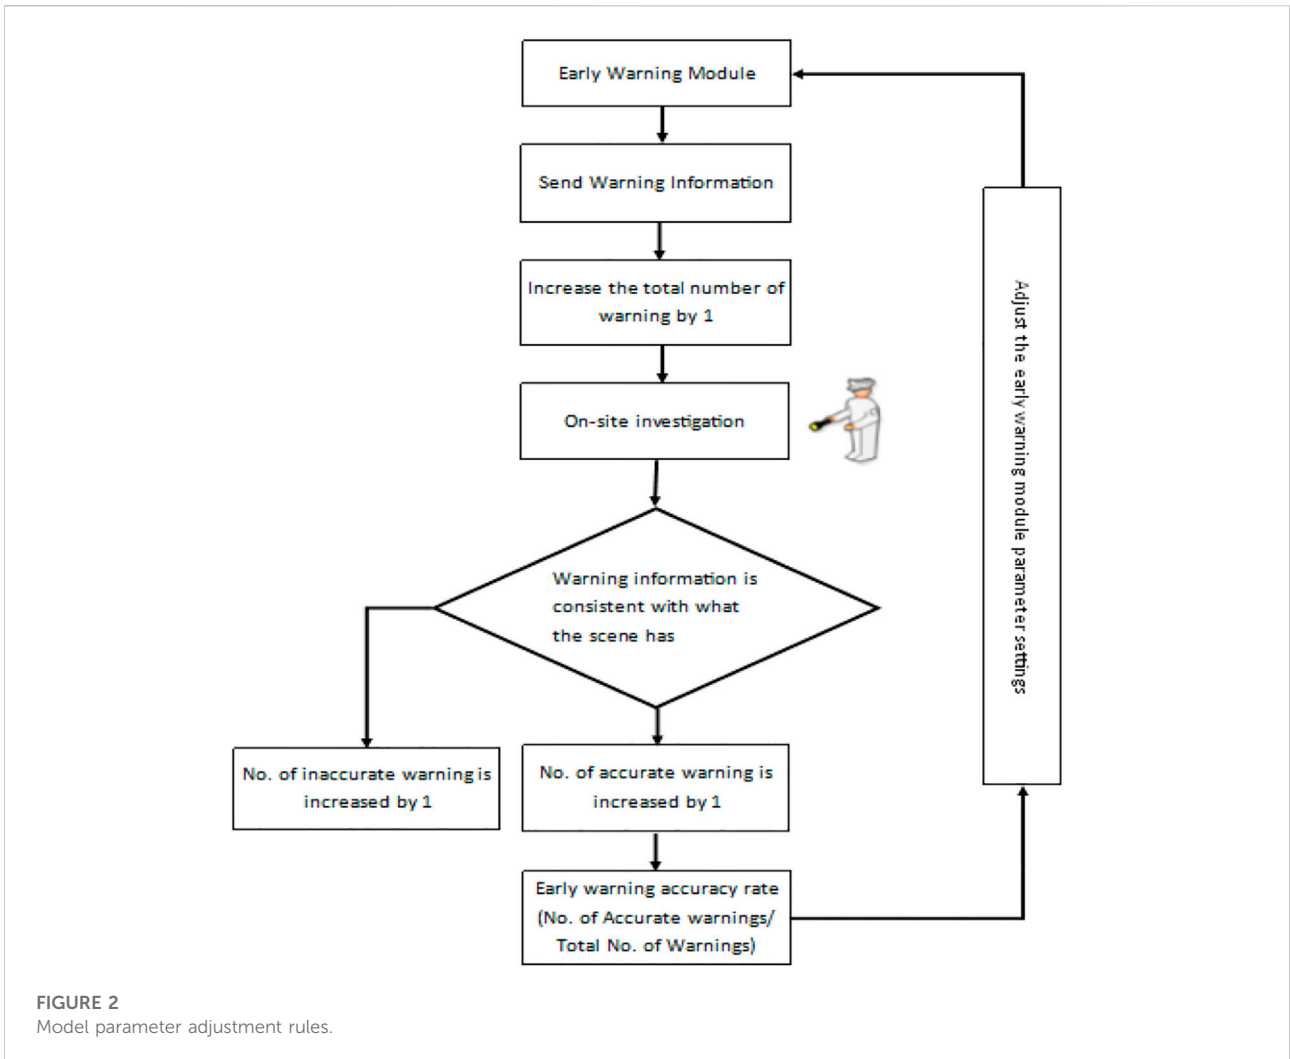 Early Warning Module
Send Warning Information
Increase the total number of
warning by 1
On-site investigation
Warning information is
consistent with what
the scene has
No. of inaccurate warning is
increased by 1
No. of accurate warning is
increased by 1
Early warning accuracy rate
(No. of Accurate warnings/
Total No. of Warnings)
Adjust the early warning module parameter settings
FIGURE 2
Model parameter adjustment rules.